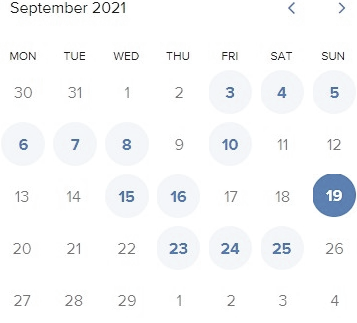 September 2021
MON TUE WED THU FRI SAT SUN
30 31 1 2 3 4 5
6 7 8 9 10 11 12
13 14 15 16 17 18 19
20 21 22 23 24 25 26
27 28 29 1 2 3 4